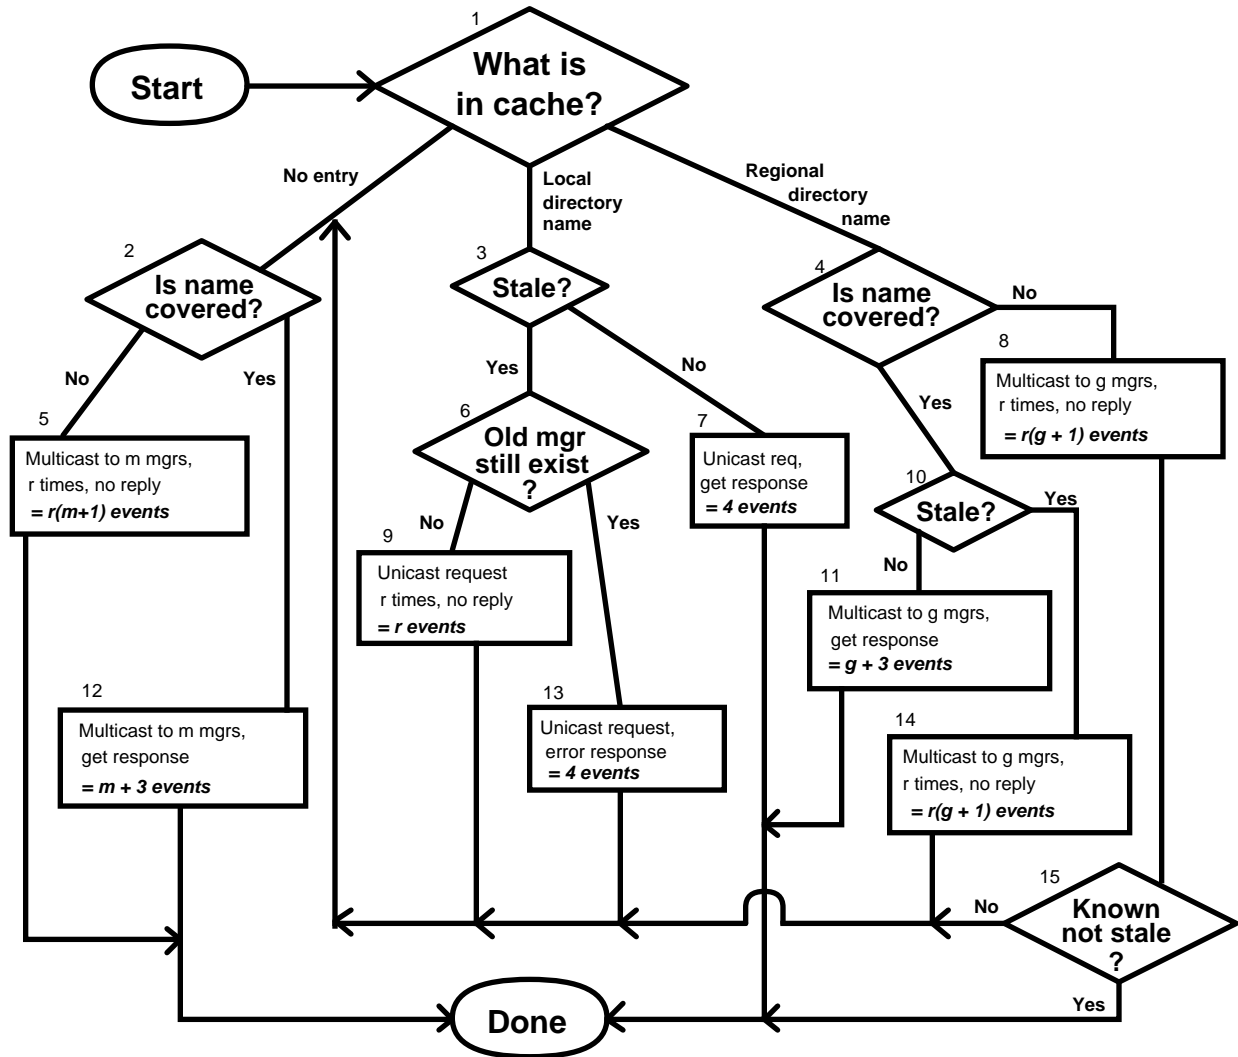 1
Start
What is
in cache?
No entry
Local
directory
name
Regional
directory
name
2
Is name
covered?
3
Stale?
4
Is name
covered?
No
No
Yes
Yes
No
Yes
5
Multicast to m mgrs,
r times, no reply
= r(m+1) events
6
Old mgr
still exist
?
7
Unicast req,
get response
= 4 events
8
Multicast to g mgrs,
r times, no reply
= r(g + 1) events
No
Yes
9
Unicast request
r times, no reply
= r events
10
Stale?
Yes
No
11
Multicast to g mgrs,
get response
= g + 3 events
12
Multicast to m mgrs,
get response
= m + 3 events
13
Unicast request,
error response
= 4 events
14
Multicast to g mgrs,
r times, no reply
= r(g + 1) events
15
Known
not stale
?
No
Yes
Done